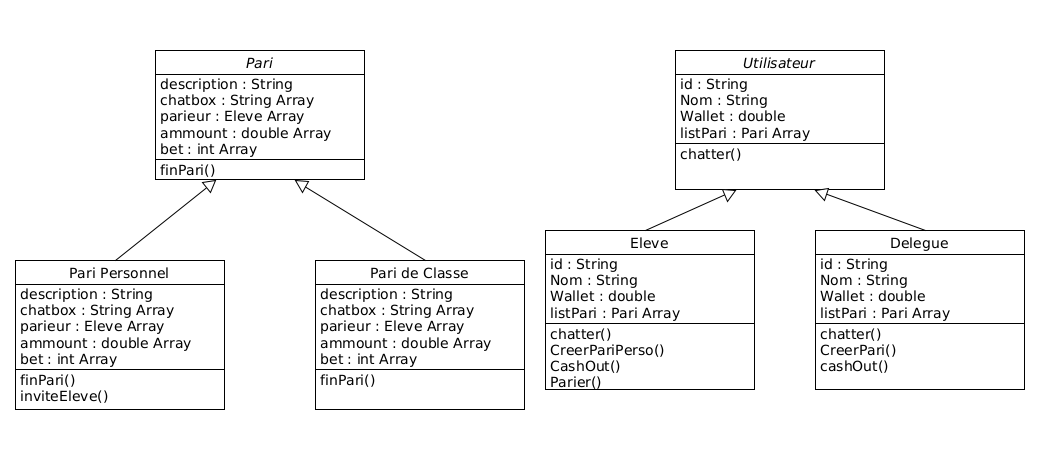 Pari
description : String
chatbox : String Array
parieur : Eleve Array
ammount : double Array
bet : int Array
finPari()
Utilisateur
id : String
Nom : String
Wallet : double
listPari : Pari Array
chatter()
Pari Personnel
description : String
chatbox : String Array
parieur : Eleve Array
ammount : double Array
bet : int Array
finPari()
inviteEleve()
Pari de Classe
description : String
chatbox : String Array
parieur : Eleve Array
ammount : double Array
bet : int Array
finPari()
Eleve
id : String
Nom : String
Wallet : double
listPari : Pari Array
chatter()
CreerPariPerso()
CashOut()
Parier()
Delegue
id : String
Nom : String
Wallet : double
listPari : Pari Array
chatter()
CreerPari()
cashOut()